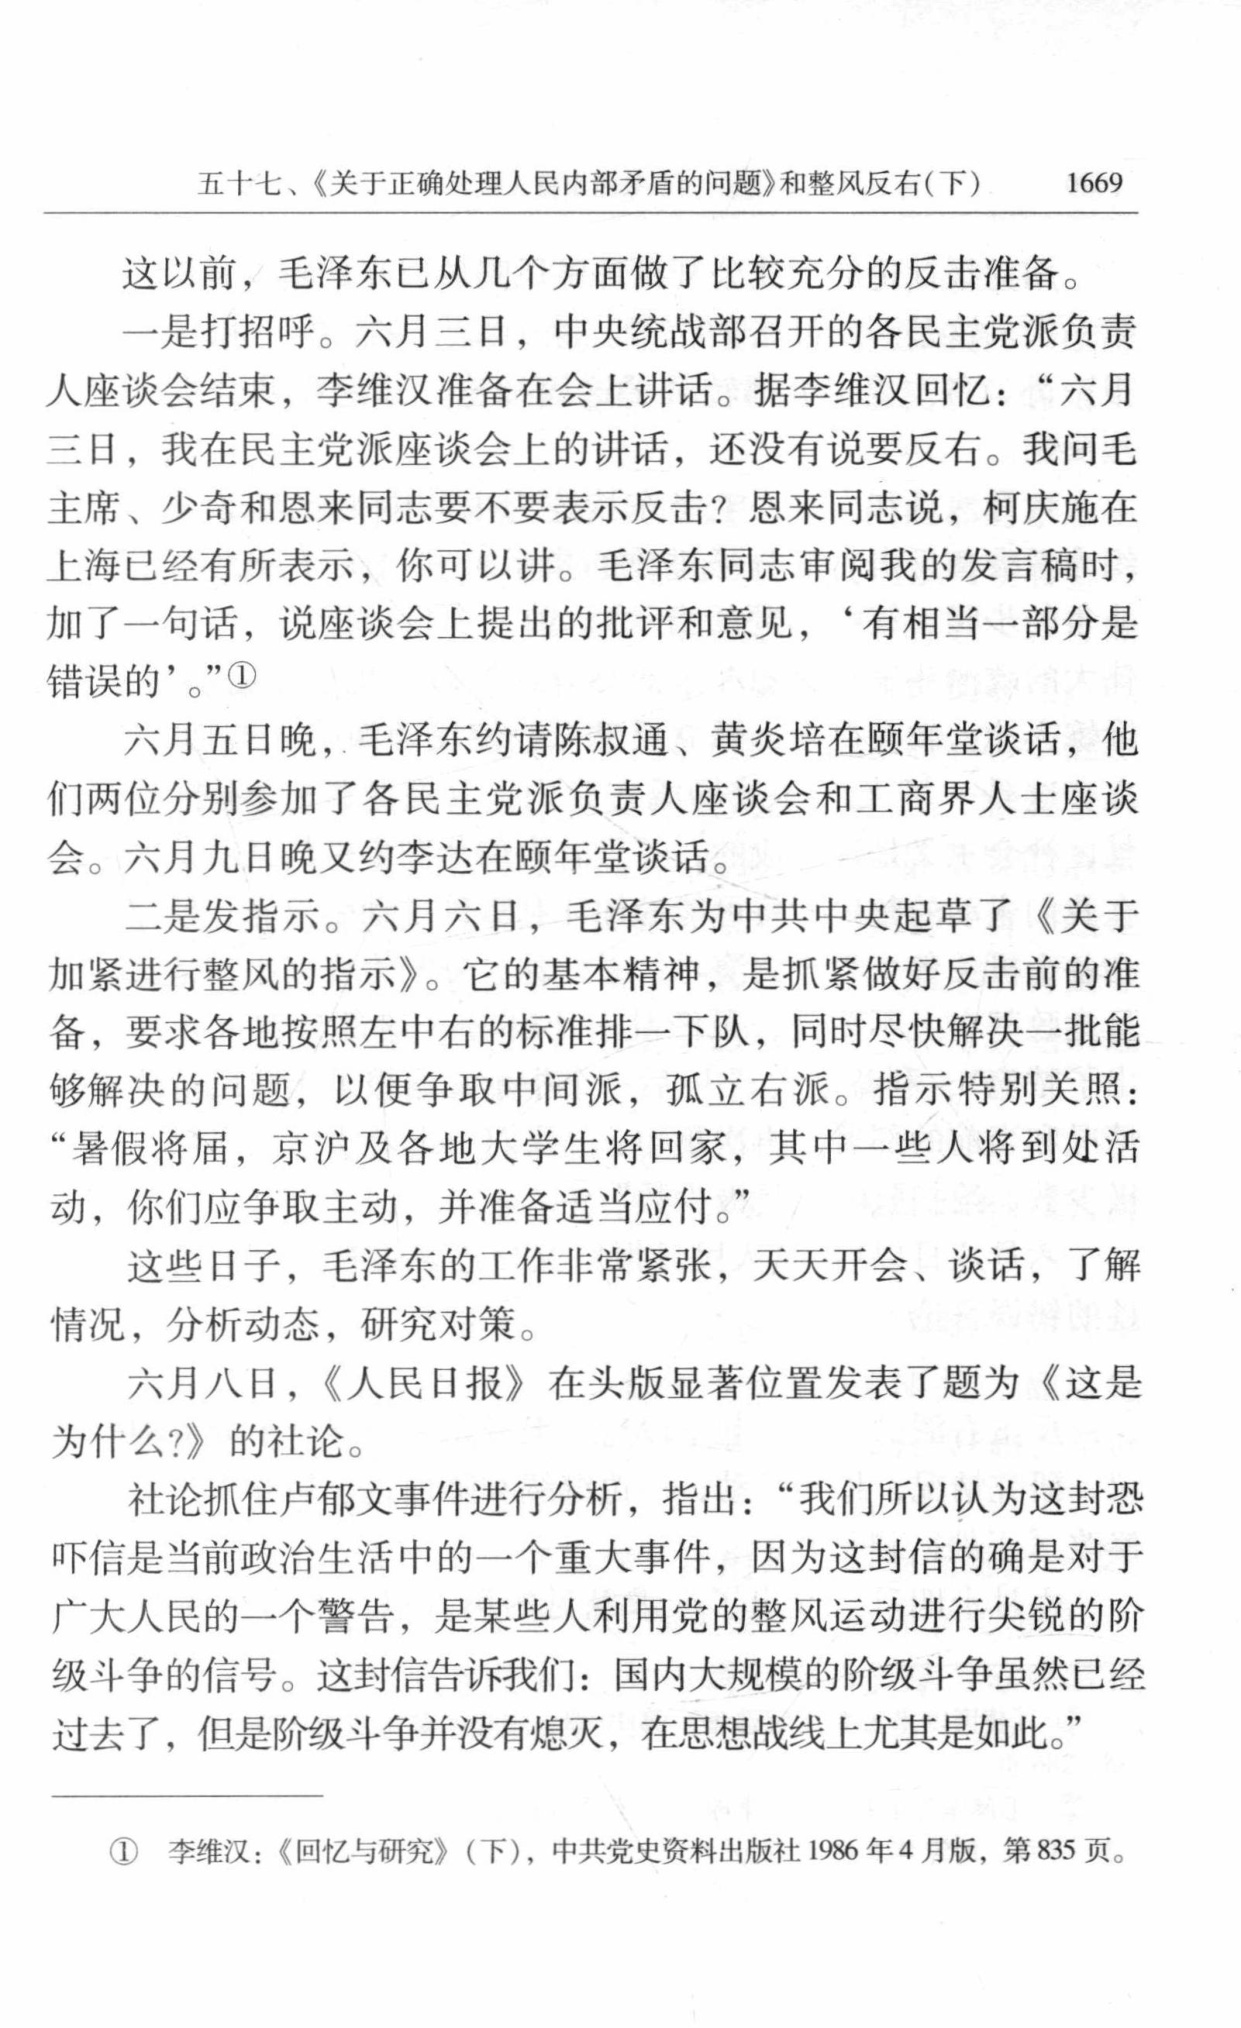 五十七、《关于正确处理人民内部矛盾的问题》和整风反右(下) 1669
这以前，毛泽东已从几个方面做了比较充分的反击准备。
一是打招呼。六月三日，中央统战部召开的各民主党派负责
人座谈会结束，李维汉准备在会上讲话。据李维汉回忆：“六月
三日，我在民主党派座谈会上的讲话，还没有说要反右。我问毛
主席、少奇和恩来同志要不要表示反击？恩来同志说，柯庆施在
上海已经有所表示，你可以讲。毛泽东同志审阅我的发言稿时，
加了一句话，说座谈会上提出的批评和意见，‘有相当一部分是
错误的’。”①
六月五日晚，毛泽东约请陈叔通、黄炎培在颐年堂谈话，他
们两位分别参加了各民主党派负责人座谈会和工商界人士座谈
会。六月九日晚又约李达在颐年堂谈话。
二是发指示。六月六日，毛泽东为中共中央起草了《关于
加紧进行整风的指示》。它的基本精神，是抓紧做好反击前的准
备，要求各地按照左中右的标准排一下队，同时尽快解决一批能
够解决的问题，以便争取中间派，孤立右派。指示特别关照：
“暑假将届，京沪及各地大学生将回家，其中一些人将到处活
动，你们应争取主动，并准备适当应付。”
这些日子，毛泽东的工作非常紧张，天天开会、谈话，了解
情况，分析动态，研究对策。
六月八日，《人民日报》在头版显著位置发表了题为《这是
为什么?》的社论。
社论抓住卢郁文事件进行分析，指出：“我们所以认为这封恐
吓信是当前政治生活中的一个重大事件，因为这封信的确是对于
广大人民的一个警告，是某些人利用党的整风运动进行尖锐的阶
级斗争的信号。这封信告诉我们：国内大规模的阶级斗争虽然已经
过去了，但是阶级斗争并没有熄灭，在思想战线上尤其是如此。”
① 李维汉：《回忆与研究》（下），中共党史资料出版社1986年4月版，第835页。